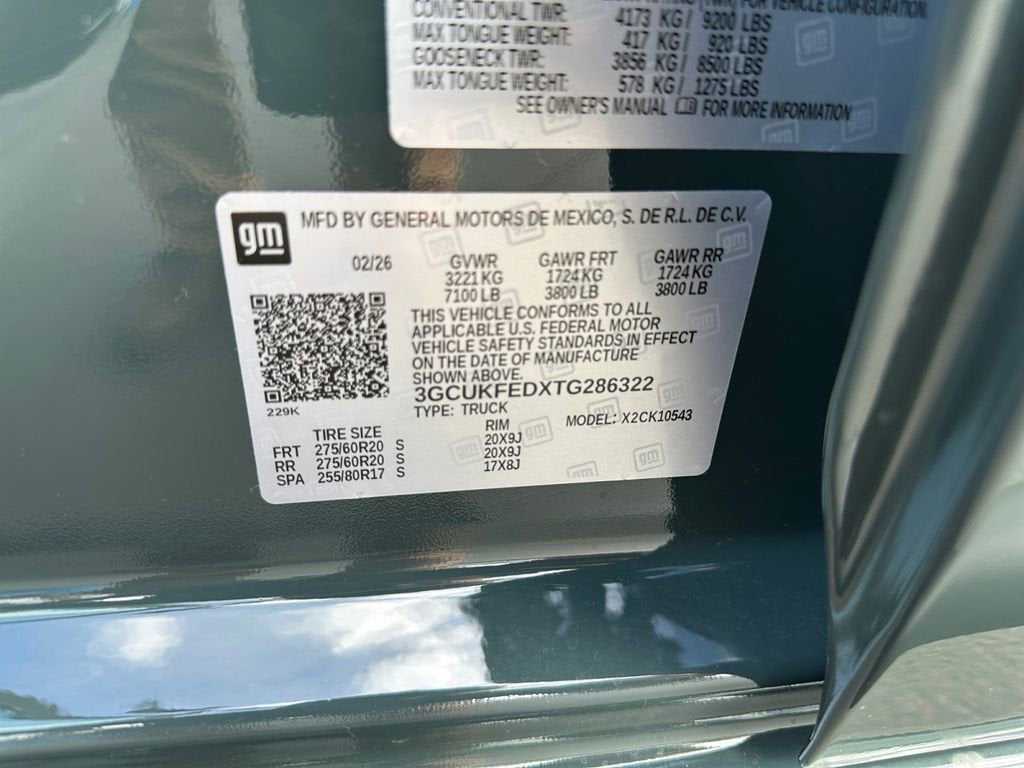 (TWR) FOR VEHICLE CONFIGURATION.
CONVENTIONAL TWR: 4173 KG / 9200 LBS
MAX TONGUE WEIGHT: 417 KG / 920 LBS
GOOSENECK TWR: 3856 KG / 8500 LBS
MAX TONGUE WEIGHT: 578 KG / 1275 LBS
SEE OWNER'S MANUAL FOR MORE INFORMATION
gm
MFD BY GENERAL MOTORS DE MEXICO, S. DE R.L. DE C.V.
02/26 GVWR GAWR FRT GAWR RR
3221 KG 1724 KG 1724 KG
7100 LB 3800 LB 3800 LB
THIS VEHICLE CONFORMS TO ALL
APPLICABLE U.S. FEDERAL MOTOR
VEHICLE SAFETY STANDARDS IN EFFECT
ON THE DATE OF MANUFACTURE
SHOWN ABOVE.
3GCUKFEDXTG286322
229K
TYPE: TRUCK MODEL: X2CK10543
TIRE SIZE RIM
FRT 275/60R20 S 20X9J
RR 275/60R20 S 20X9J
SPA 255/80R17 S 17X8J